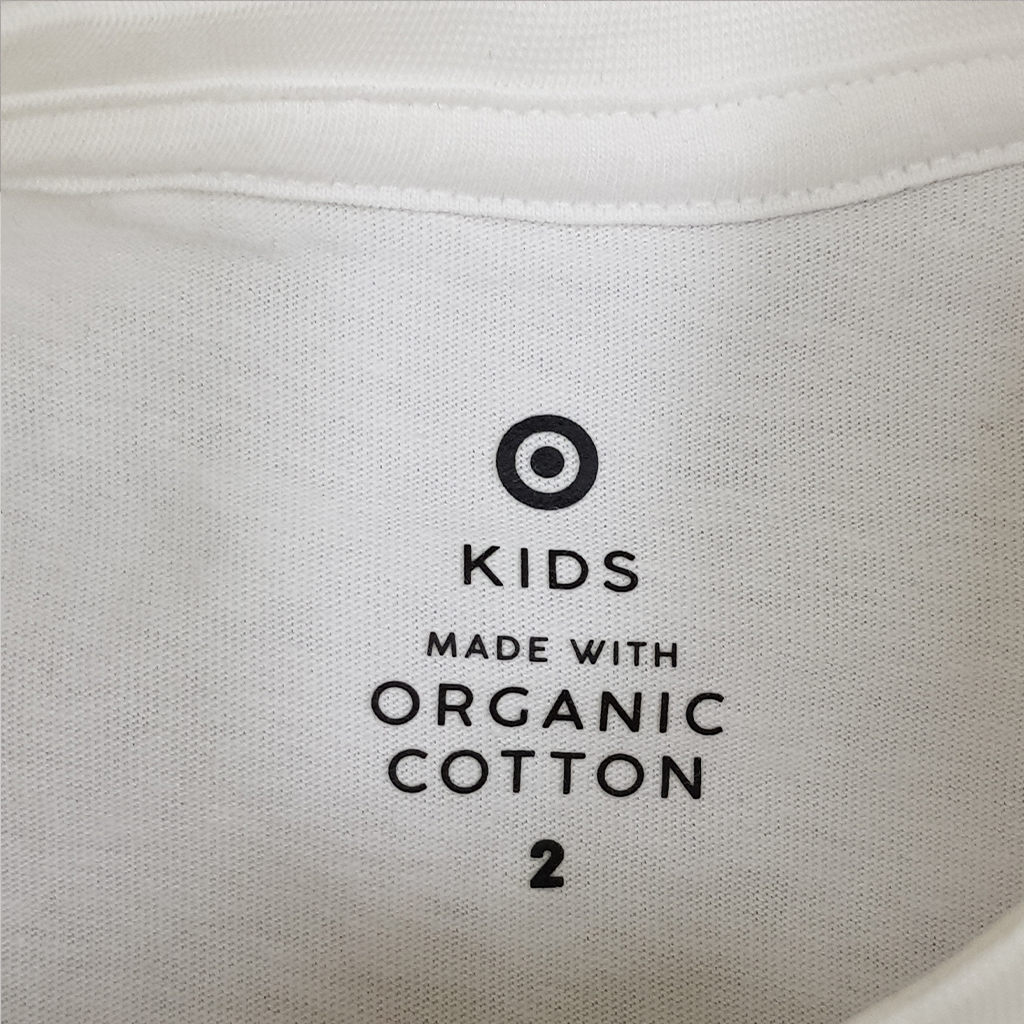 KIDS
MADE WITH
ORGANIC
COTTON
2